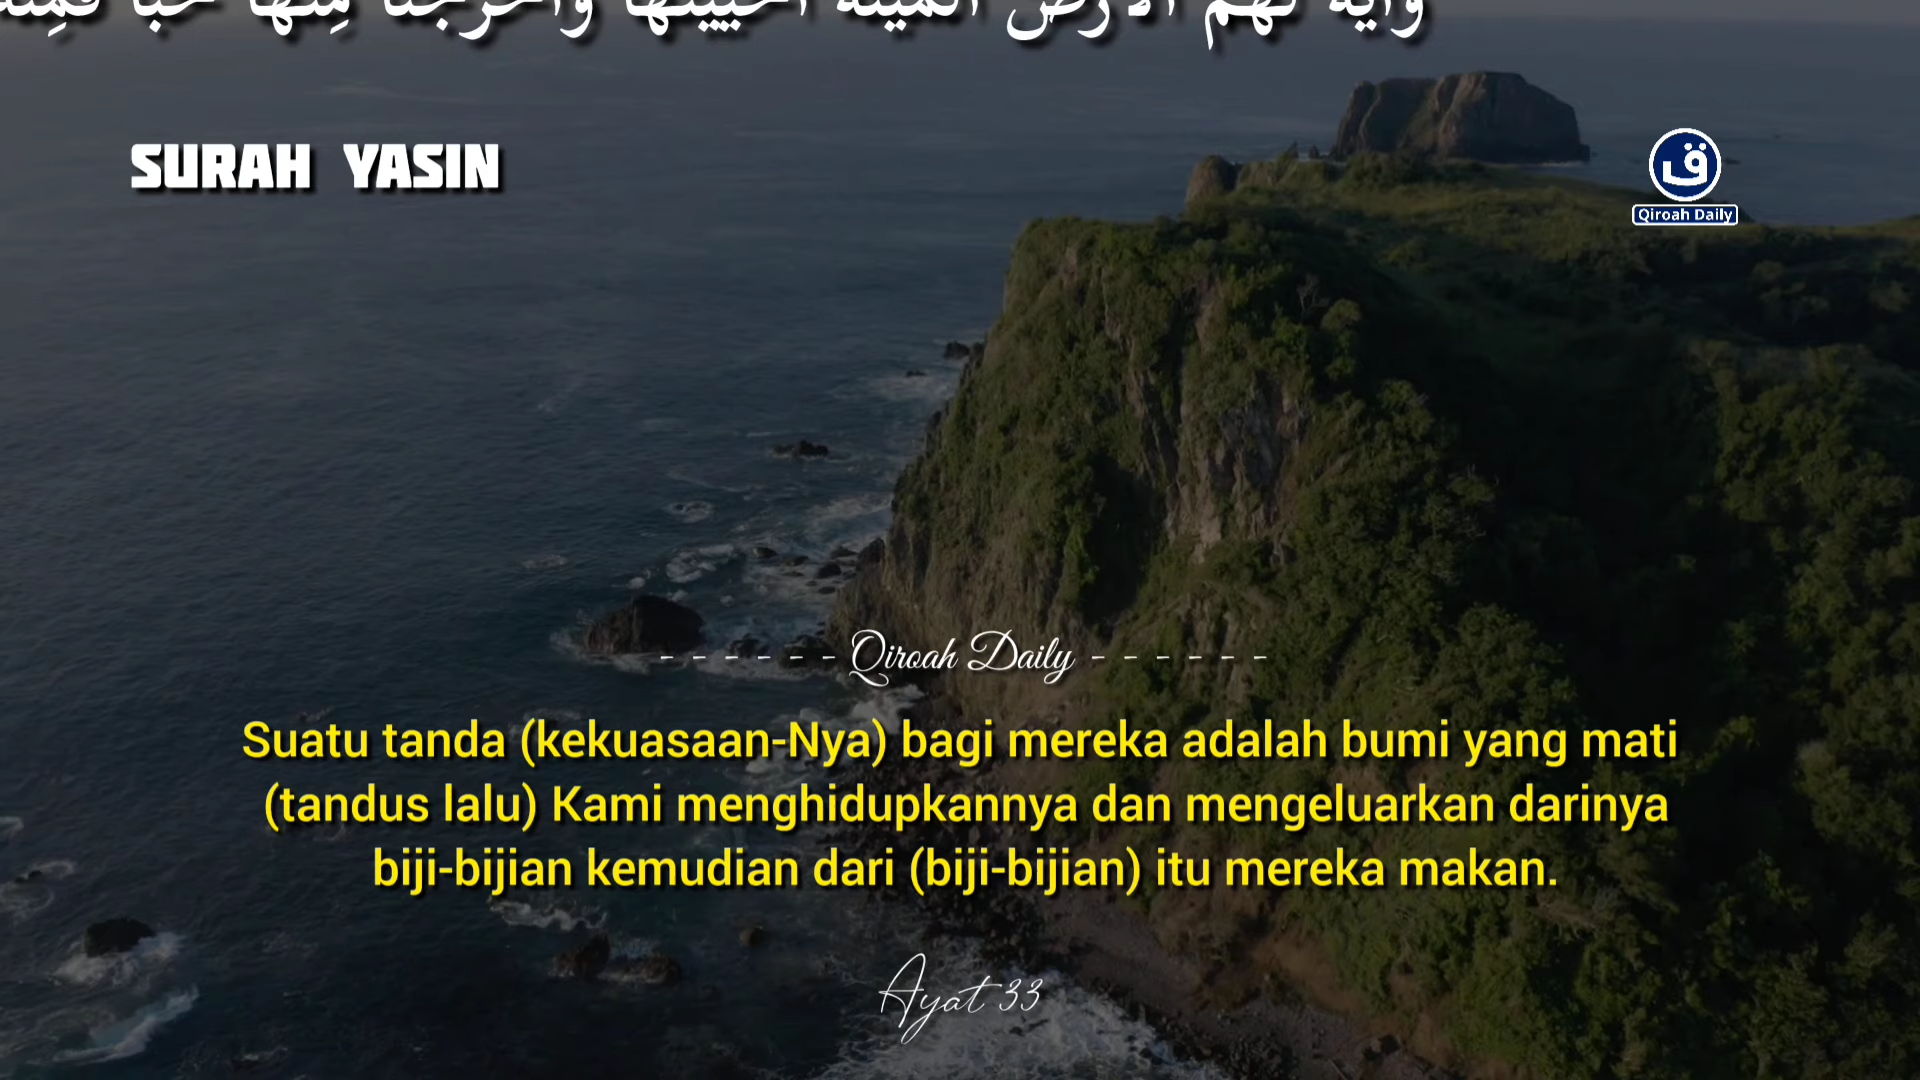 SURAH YASIN
ق
Qiroah Daily
- - - - - - Qiroah Daily - - - - - -
Suatu tanda (kekuasaan-Nya) bagi mereka adalah bumi yang mati
(tandus lalu) Kami menghidupkannya dan mengeluarkan darinya
biji-bijian kemudian dari (biji-bijian) itu mereka makan.
Ayat 33